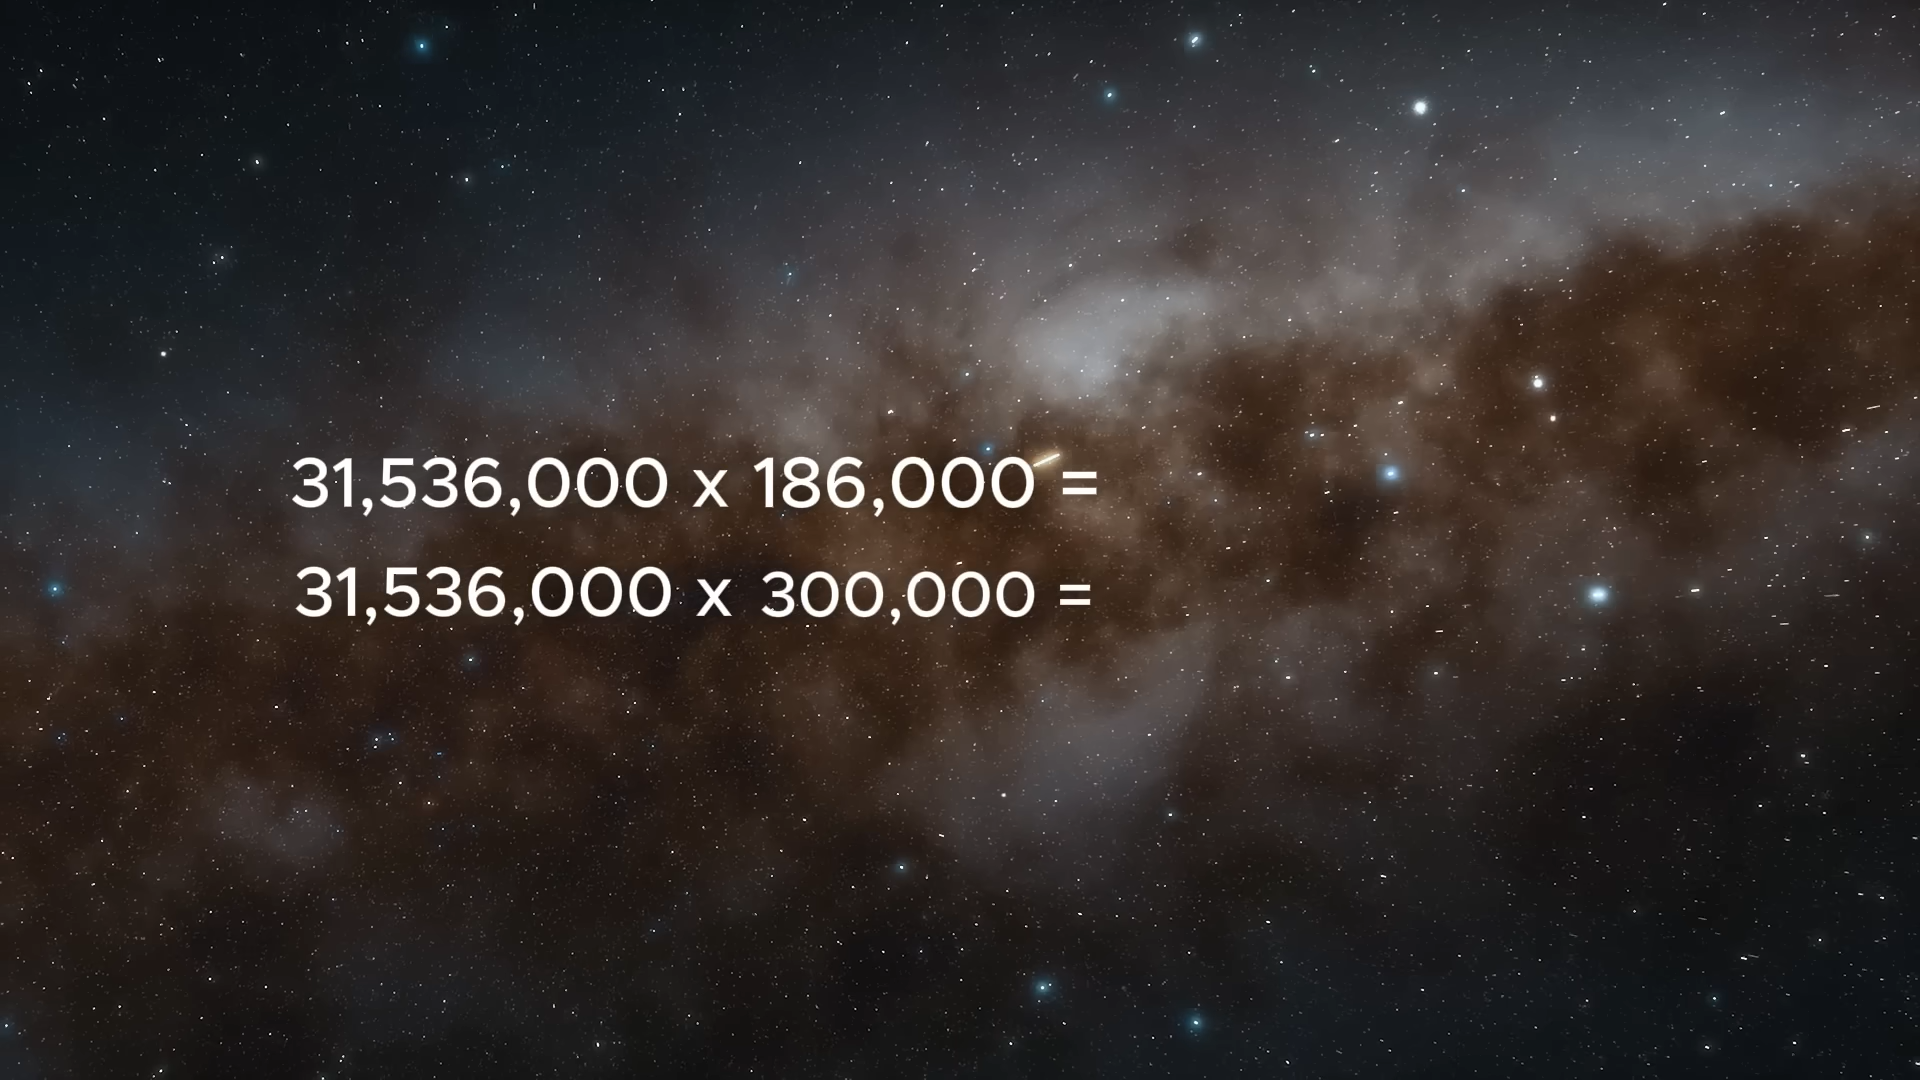 31,536,000 x 186,000 =
31,536,000 x 300,000 =